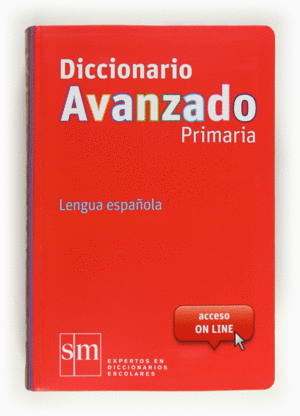 Diccionario
Avanzado
Primaria
Lengua española
acceso
ON LINE
sm
EXPERTOS EN
DICCIONARIOS
ESCOLARES